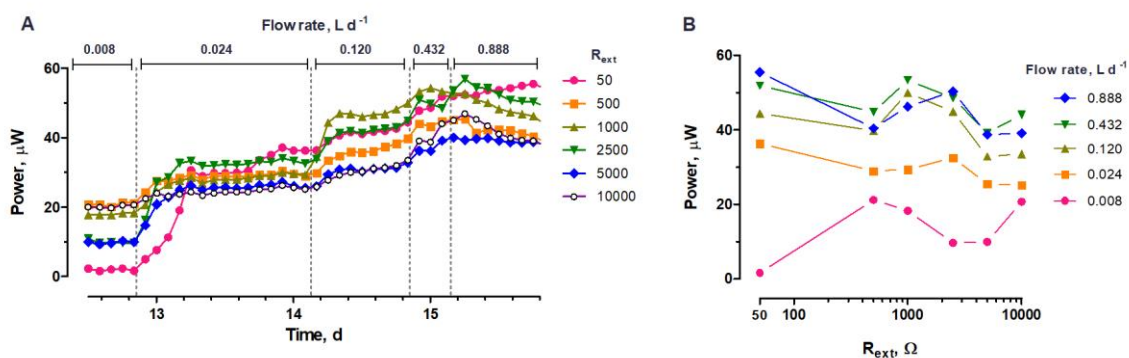 A
Flow rate, L d⁻¹
0.008 0.024 0.120 0.432 0.888
Power, µW
60
40
20
0
13 14 15
Time, d
R_ext
50
500
1000
2500
5000
10000
B
Power, µW
80
60
40
20
0
50 100 1000 10000
R_ext, Ω
Flow rate, L d⁻¹
0.888
0.432
0.120
0.024
0.008